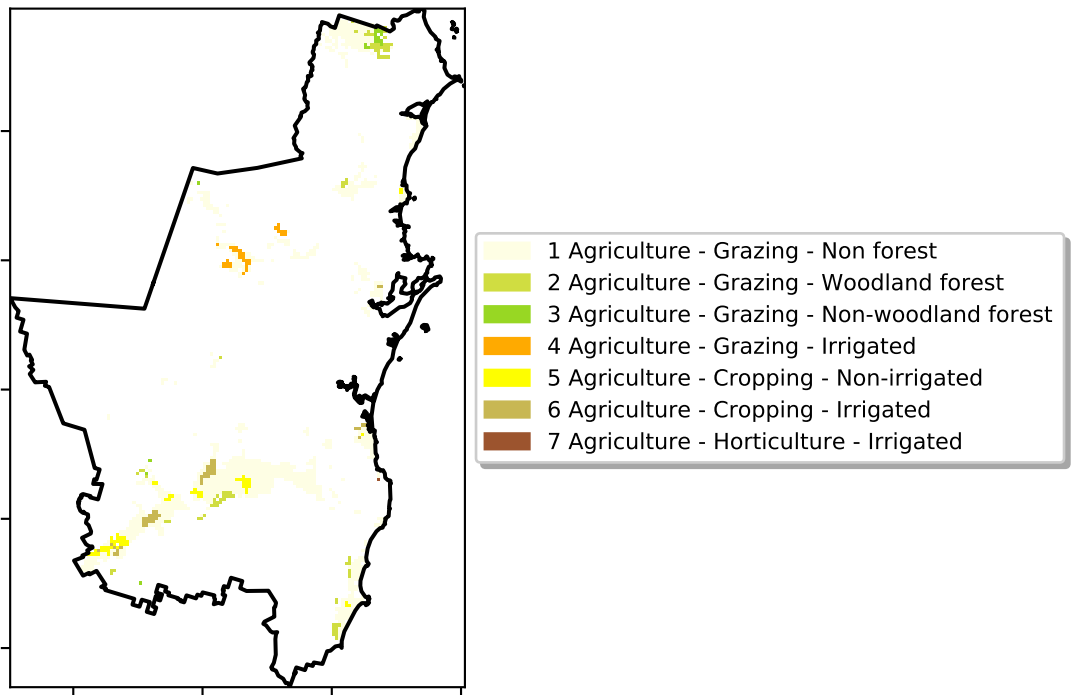 1 Agriculture - Grazing - Non forest
2 Agriculture - Grazing - Woodland forest
3 Agriculture - Grazing - Non-woodland forest
4 Agriculture - Grazing - Irrigated
5 Agriculture - Cropping - Non-irrigated
6 Agriculture - Cropping - Irrigated
7 Agriculture - Horticulture - Irrigated